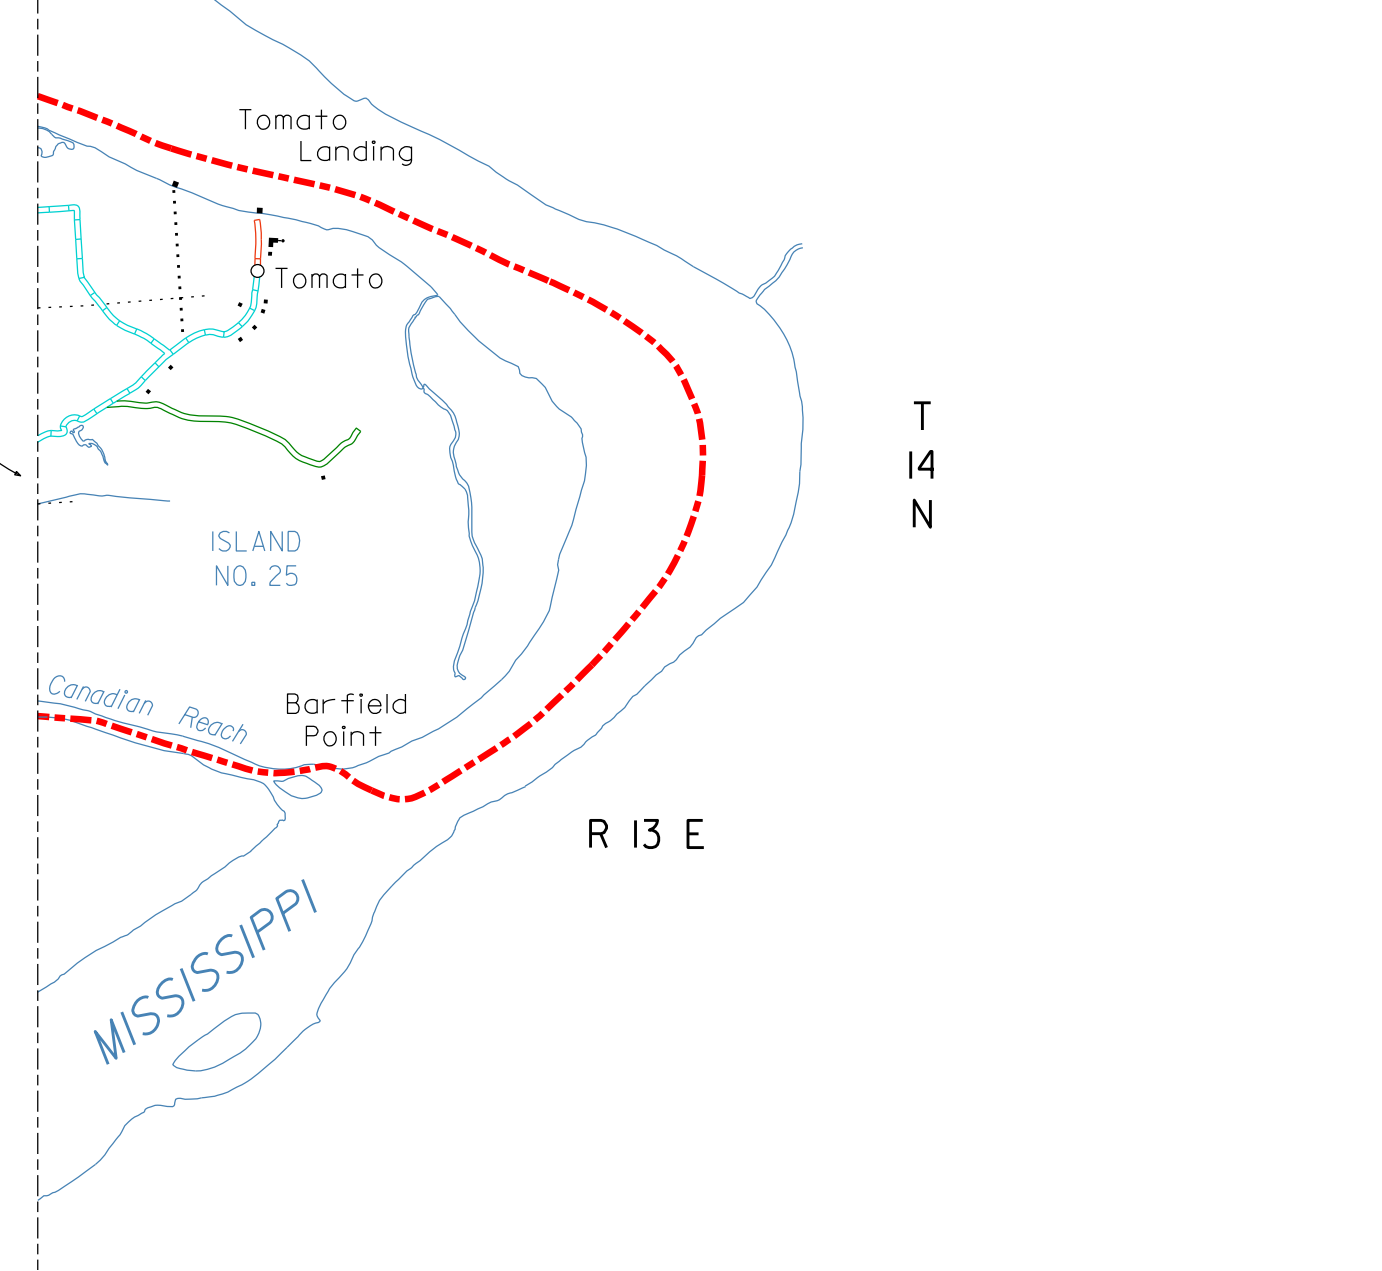 Tomato
Landing
Tomato
T
14
N
ISLAND
NO. 25
Canadian Reach
Barfield
Point
R 13 E
MISSISSIPPI